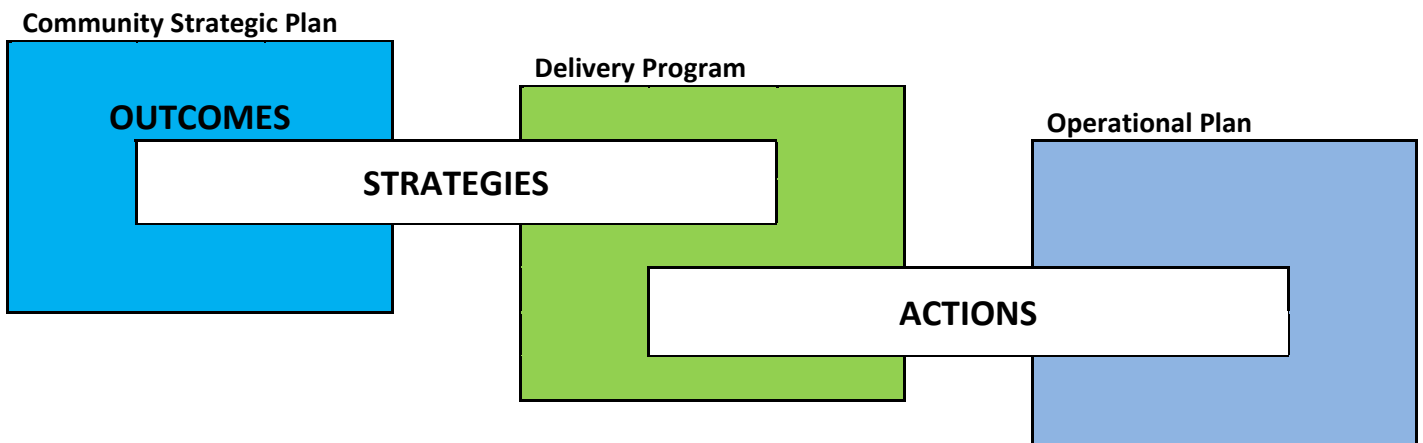 Community Strategic Plan
Delivery Program
OUTCOMES
Operational Plan
STRATEGIES
ACTIONS